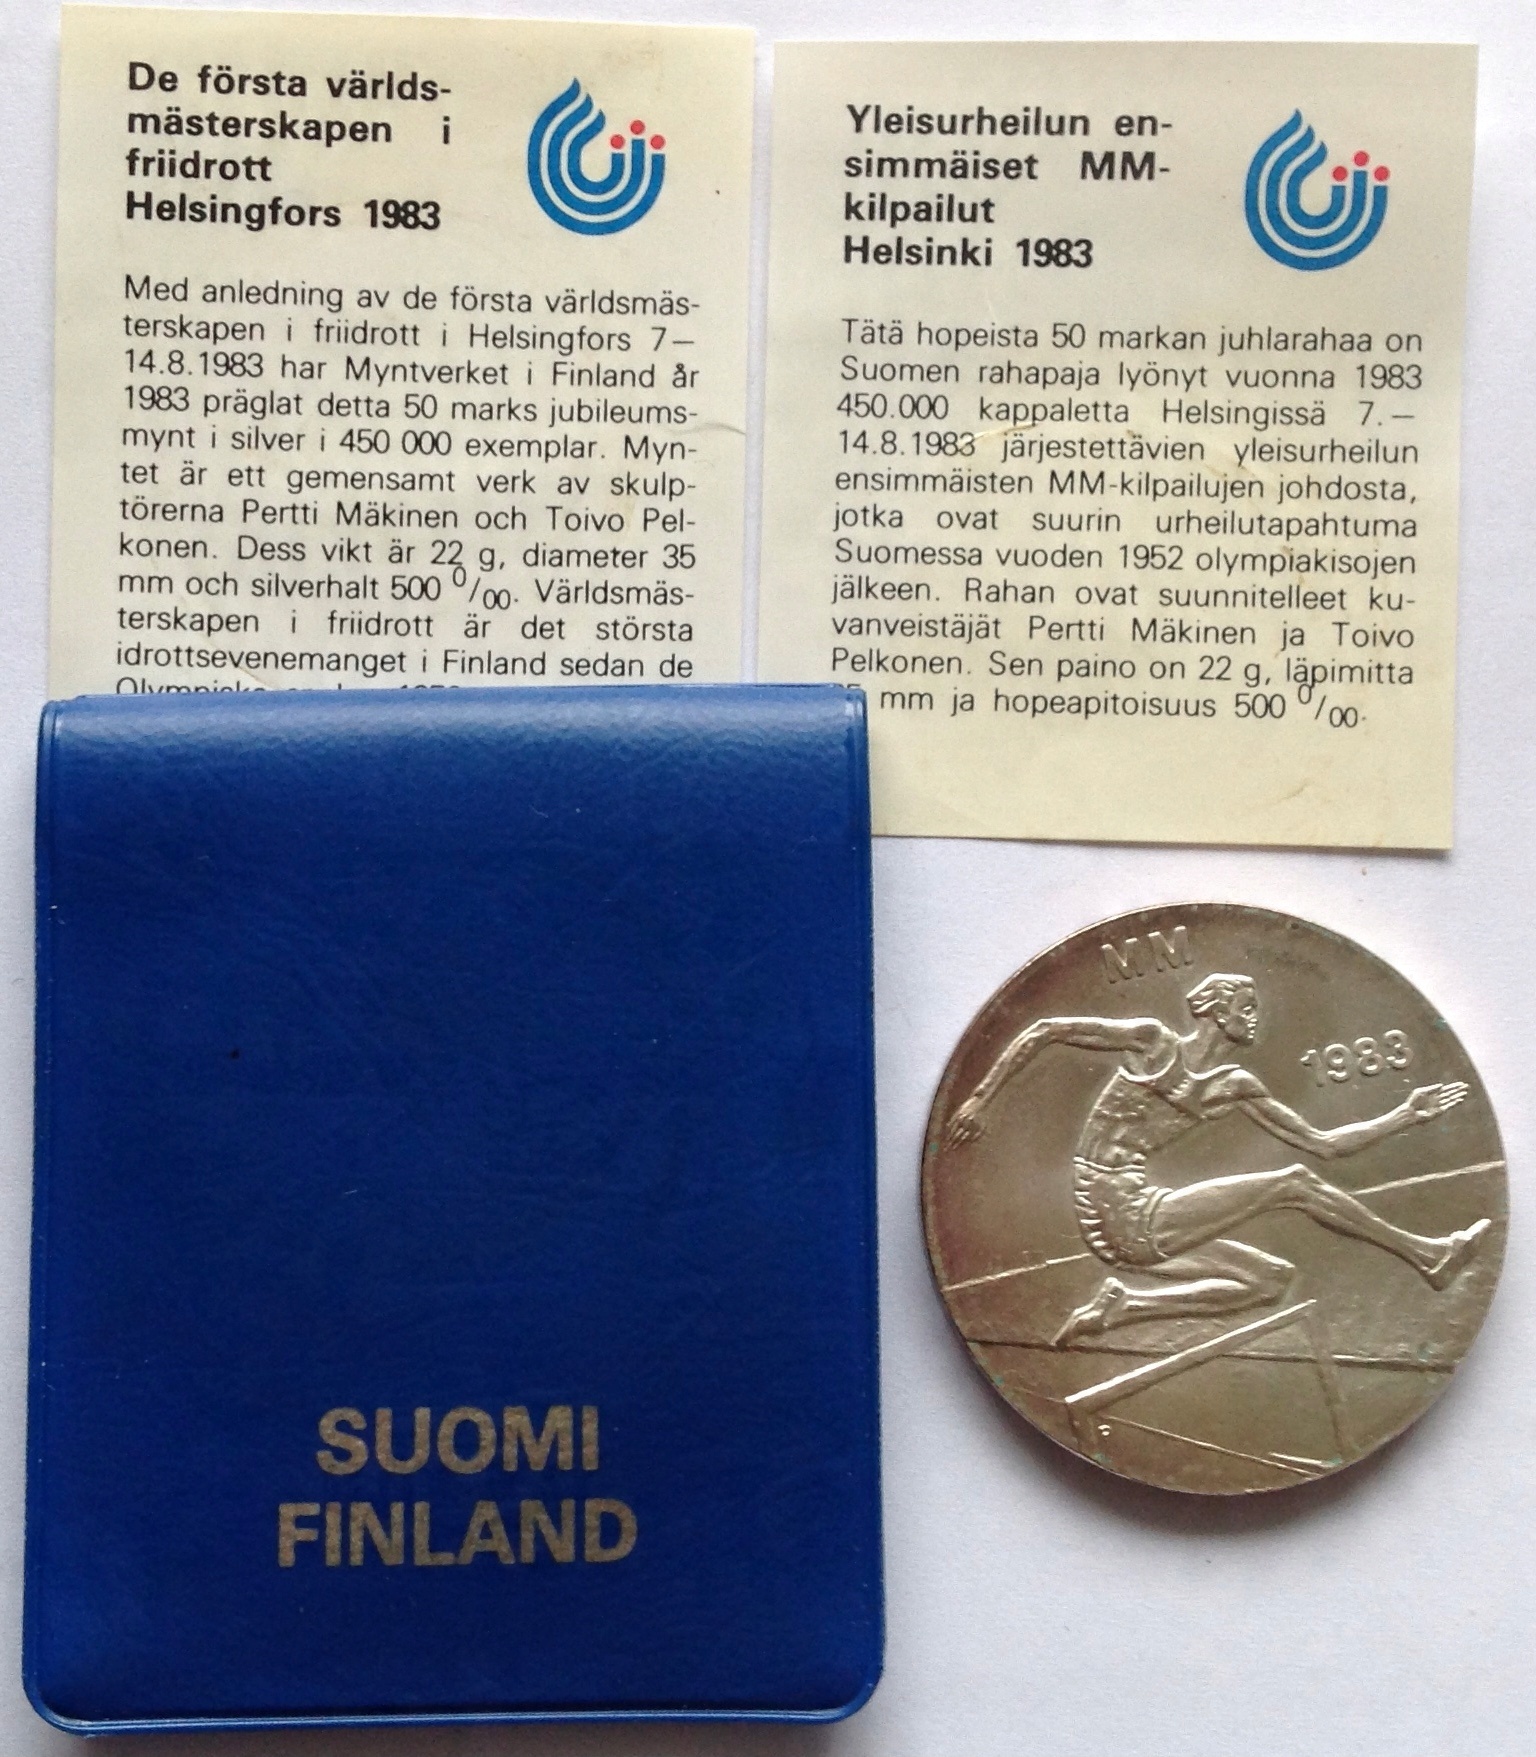 De första världs-
mästerskapen i
friidrott
Helsingfors 1983
Med anledning av de första världsmäs-
terskapen i friidrott i Helsingfors 7—
14.8.1983 har Myntverket i Finland år
1983 präglat detta 50 marks jubileums-
mynt i silver i 450 000 exemplar. Myn-
tet är ett gemensamt verk av skulp-
törerna Pertti Mäkinen och Toivo Pel-
konen. Dess vikt är 22 g, diameter 35
mm och silverhalt 500 0/00. Världsmäs-
terskapen i friidrott är det största
idrottsevenemanget i Finland sedan de
Yleisurheilun en-
simmäiset MM-
kilpailut
Helsinki 1983
Tätä hopeista 50 markan juhlarahaa on
Suomen rahapaja lyönyt vuonna 1983
450.000 kappaletta Helsingissä 7.—
14.8.1983 järjestettävien yleisurheilun
ensimmäisten MM-kilpailujen johdosta,
jotka ovat suurin urheilutapahtuma
Suomessa vuoden 1952 olympiakisojen
jälkeen. Rahan ovat suunnitelleet ku-
vanveistäjät Pertti Mäkinen ja Toivo
Pelkonen. Sen paino on 22 g, läpimitta
mm ja hopeapitoisuus 500 0/00.
SUOMI
FINLAND
MM
1983
P